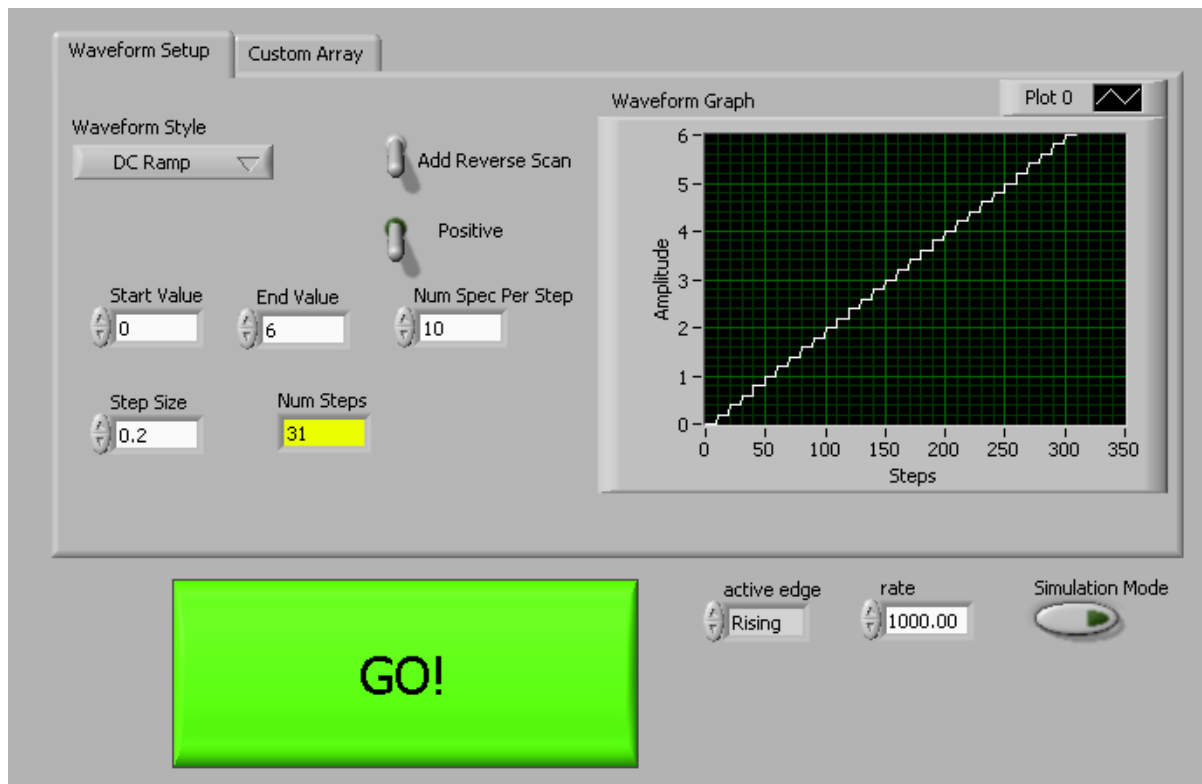 Waveform Setup
Custom Array
Waveform Style
DC Ramp
Add Reverse Scan
Positive
Start Value
0
End Value
6
Num Spec Per Step
10
Step Size
0.2
Num Steps
31
Waveform Graph
Plot 0
Amplitude
6
5
4
3
2
1
0
0 50 100 150 200 250 300 350
Steps
GO!
active edge
Rising
rate
1000.00
Simulation Mode